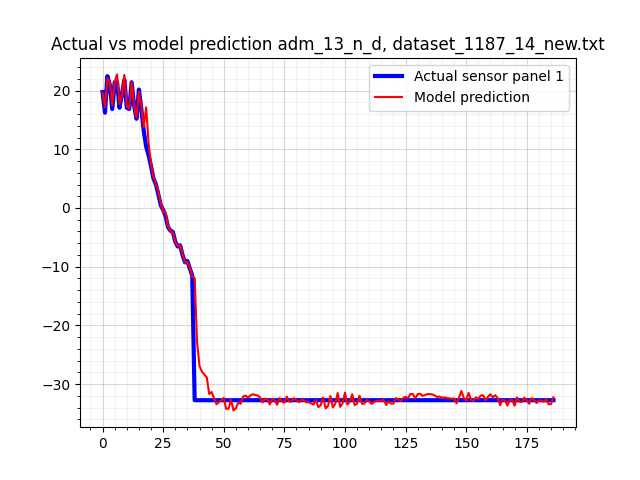 Actual vs model prediction adm_13_n_d, dataset_1187_14_new.txt
Actual sensor panel 1
Model prediction
20
10
0
−10
−20
−30
0 25 50 75 100 125 150 175